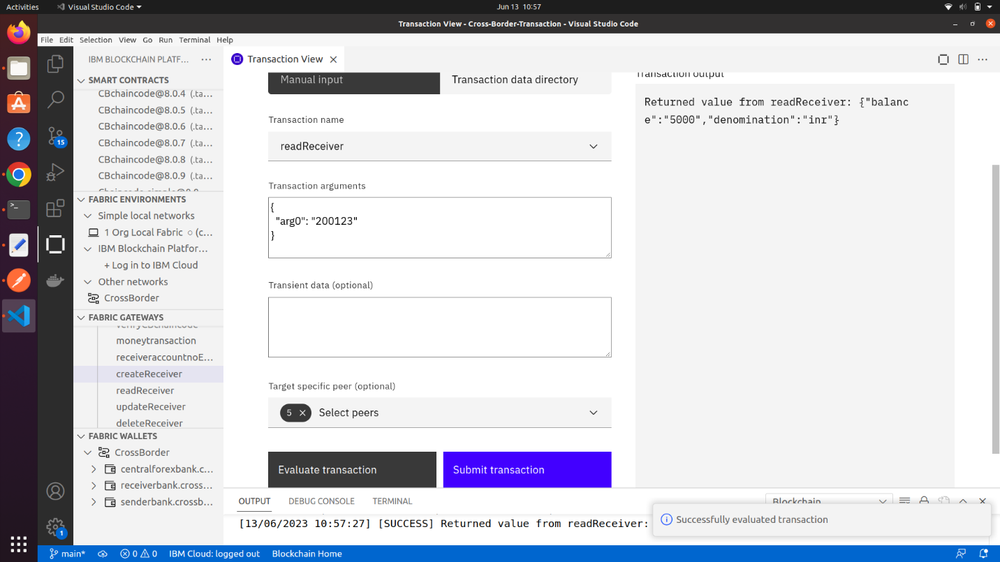 Activities
Visual Studio Code
Jun 13 10:57
Transaction View - Cross-Border-Transaction - Visual Studio Code
File Edit Selection View Go Run Terminal Help
IBM BLOCKCHAIN PLATF...
Transaction View
SMART CONTRACTS
CBchaincode@8.0.4 (.ta...
CBchaincode@8.0.5 (.ta...
CBchaincode@8.0.6 (.ta...
CBchaincode@8.0.7 (.ta...
CBchaincode@8.0.8 (.ta...
CBchaincode@8.0.9 (.ta...
FABRIC ENVIRONMENTS
Simple local networks
1 Org Local Fabric ○ (c...
IBM Blockchain Platfor...
+ Log in to IBM Cloud
Other networks
CrossBorder
FABRIC GATEWAYS
verifyCBchaincode
moneytransaction
receiveraccountnoE...
createReceiver
readReceiver
updateReceiver
deleteReceiver
FABRIC WALLETS
CrossBorder
centralforexbank.c...
receiverbank.cross...
senderbank.crossb...
15
1
Manual input
Transaction data directory
Transaction name
readReceiver
Transaction arguments
{
"arg0": "200123"
}
Transient data (optional)
Target specific peer (optional)
5 Select peers
Evaluate transaction
Submit transaction
Transaction output
Returned value from readReceiver: {"balanc
e":"5000","denomination":"inr"}
OUTPUT DEBUG CONSOLE TERMINAL
Blockchain
[13/06/2023 10:57:27] [SUCCESS] Returned value from readReceiver:
Successfully evaluated transaction
main* 0 0 IBM Cloud: logged out Blockchain Home